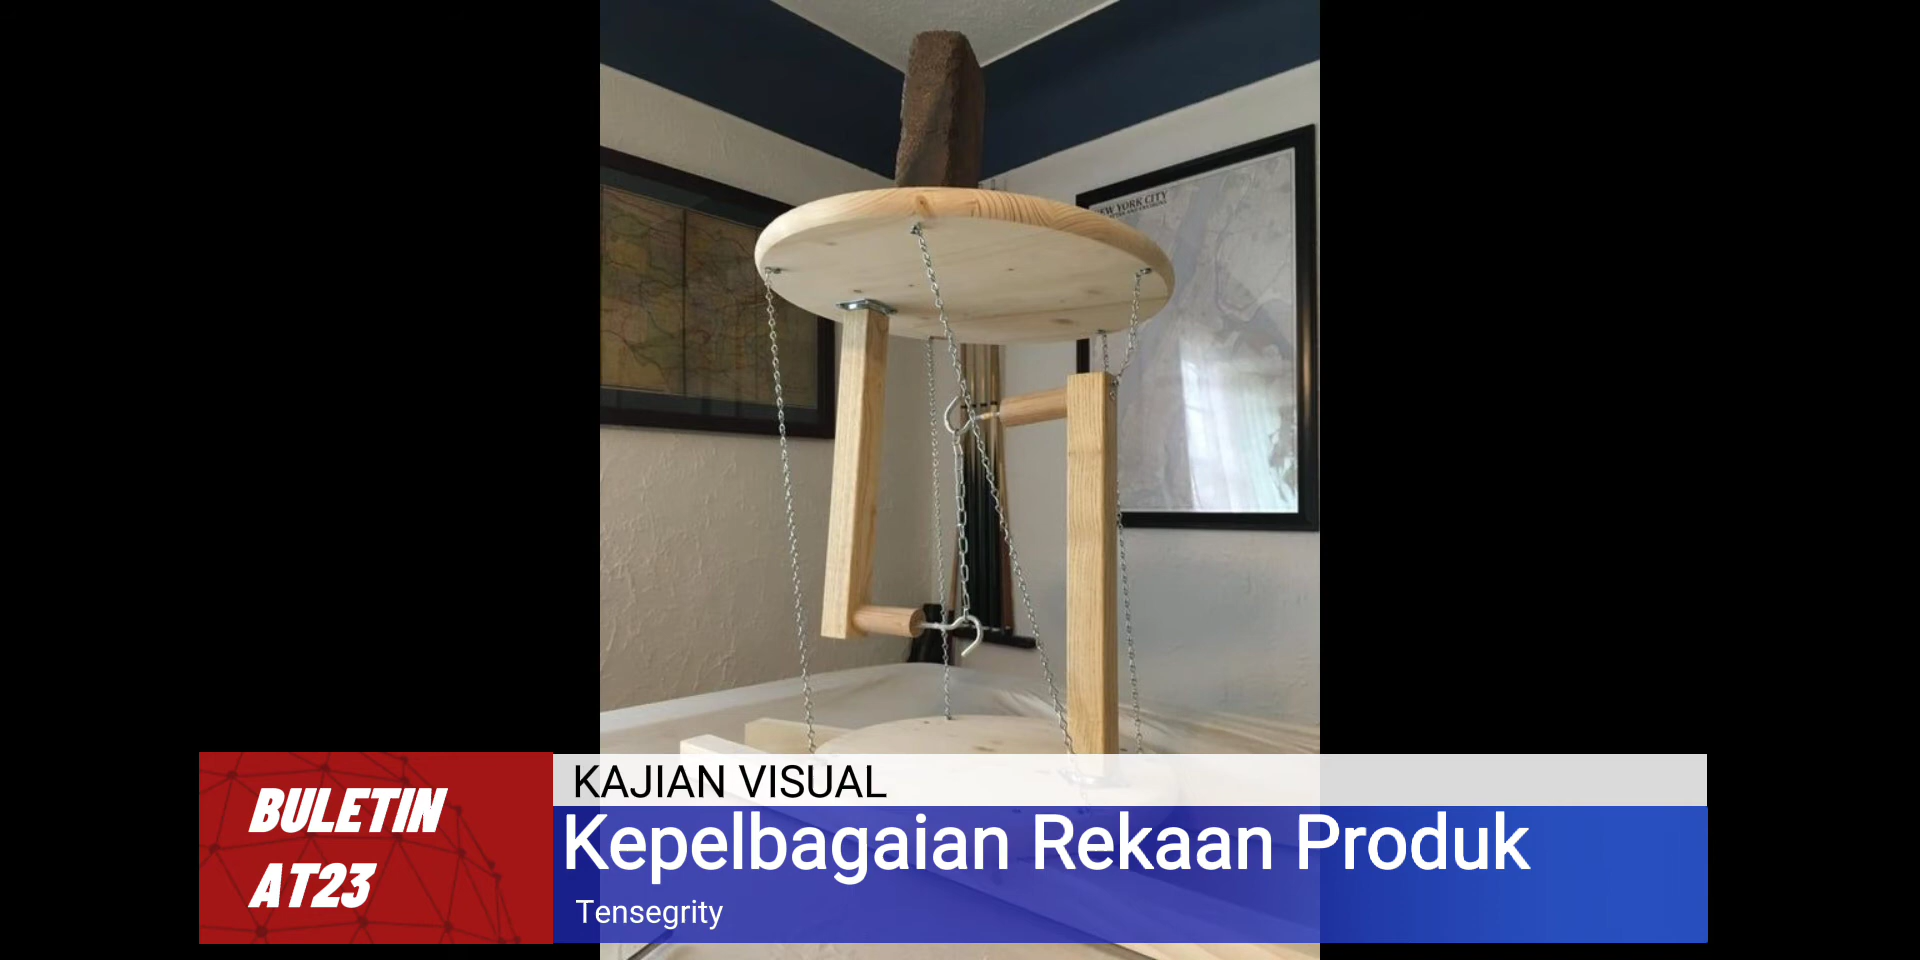 NEW YORK CITY
BULETIN
AT23
KAJIAN VISUAL
Kepelbagaian Rekaan Produk
Tensegrity